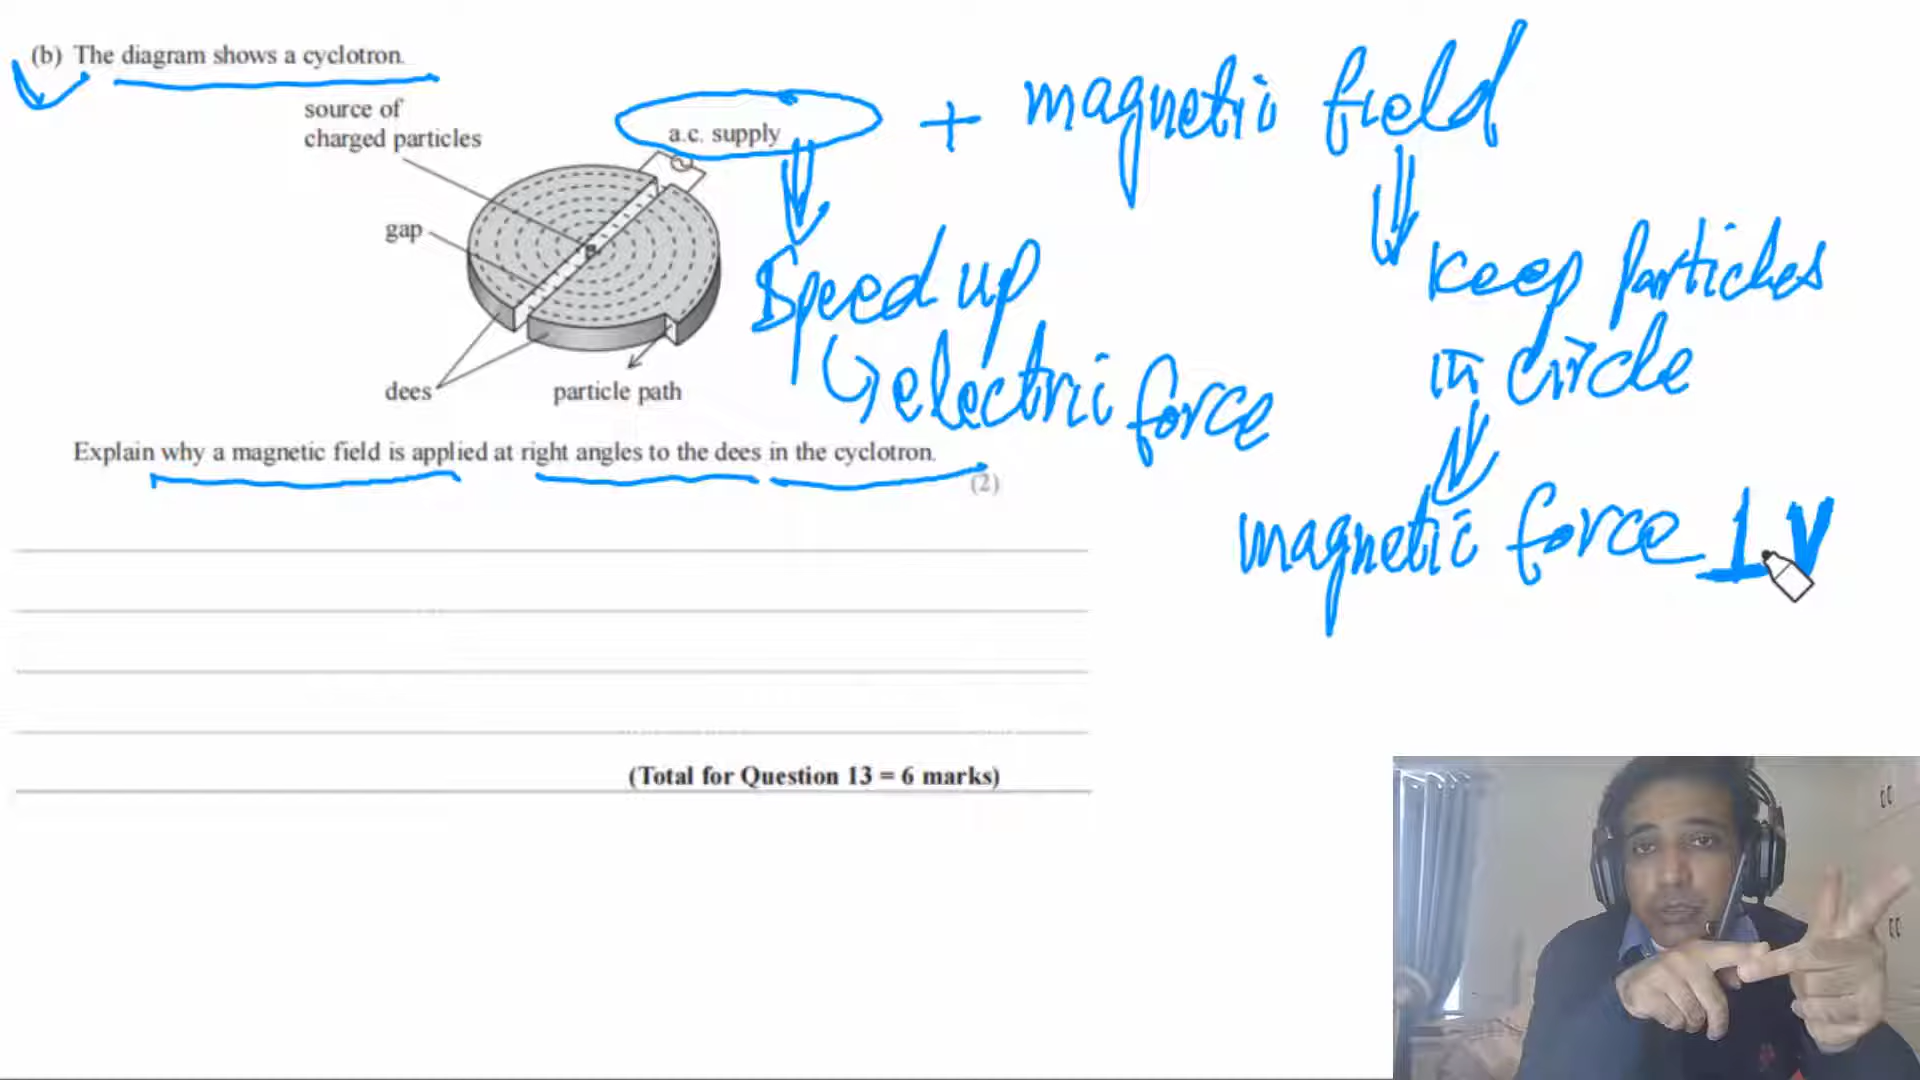 (b) The diagram shows a cyclotron.
source of
charged particles
a.c. supply
+ magnetic field
gap
Speed up
↳ electric force
keep particles
in circle
dees
particle path
Explain why a magnetic field is applied at right angles to the dees in the cyclotron.
(2)
magnetic force ⊥ V
(Total for Question 13 = 6 marks)